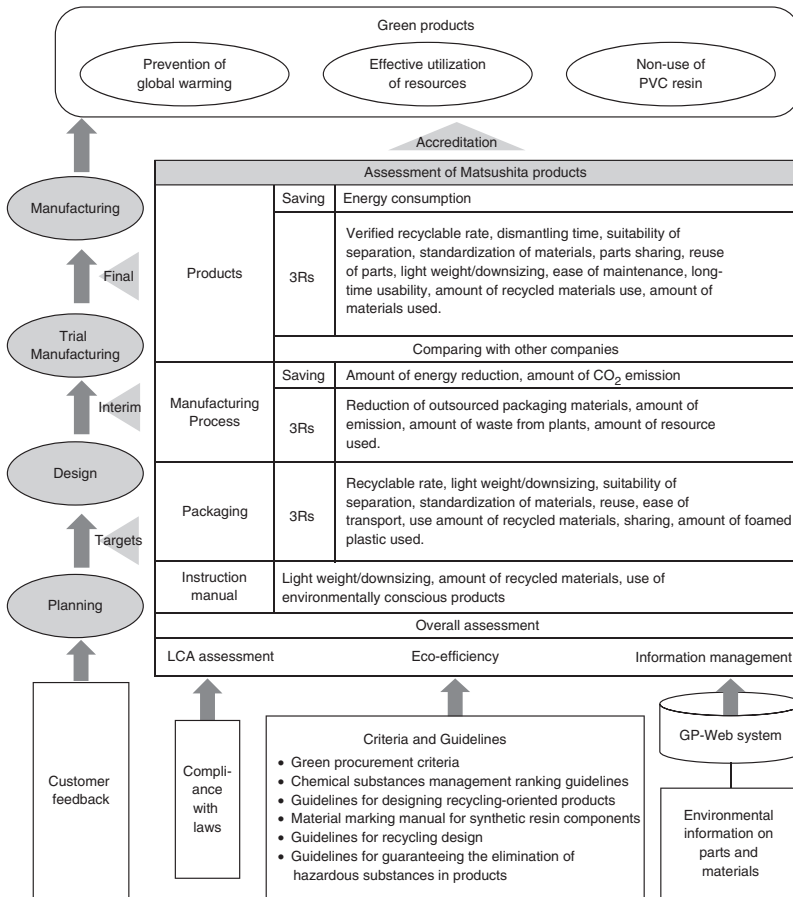 Green products
Prevention of
global warming
Effective utilization
of resources
Non-use of
PVC resin
Accreditation
Manufacturing
Final
Trial
Manufacturing
Interim
Design
Targets
Planning
Customer
feedback
Assessment of Matsushita products
Products
Saving
Energy consumption
3Rs
Verified recyclable rate, dismantling time, suitability of
separation, standardization of materials, parts sharing, reuse
of parts, light weight/downsizing, ease of maintenance, long-
time usability, amount of recycled materials use, amount of
materials used.
Comparing with other companies
Manufacturing
Process
Saving
Amount of energy reduction, amount of CO2 emission
3Rs
Reduction of outsourced packaging materials, amount of
emission, amount of waste from plants, amount of resource
used.
Packaging
3Rs
Recyclable rate, light weight/downsizing, suitability of
separation, standardization of materials, reuse, ease of
transport, use amount of recycled materials, sharing, amount of foamed
plastic used.
Instruction
manual
Light weight/downsizing, amount of recycled materials, use of
environmentally conscious products
Overall assessment
LCA assessment
Eco-efficiency
Information management
Compli-
ance
with
laws
Criteria and Guidelines
• Green procurement criteria
• Chemical substances management ranking guidelines
• Guidelines for designing recycling-oriented products
• Material marking manual for synthetic resin components
• Guidelines for recycling design
• Guidelines for guaranteeing the elimination of
hazardous substances in products
GP-Web system
Environmental
information on
parts and
materials